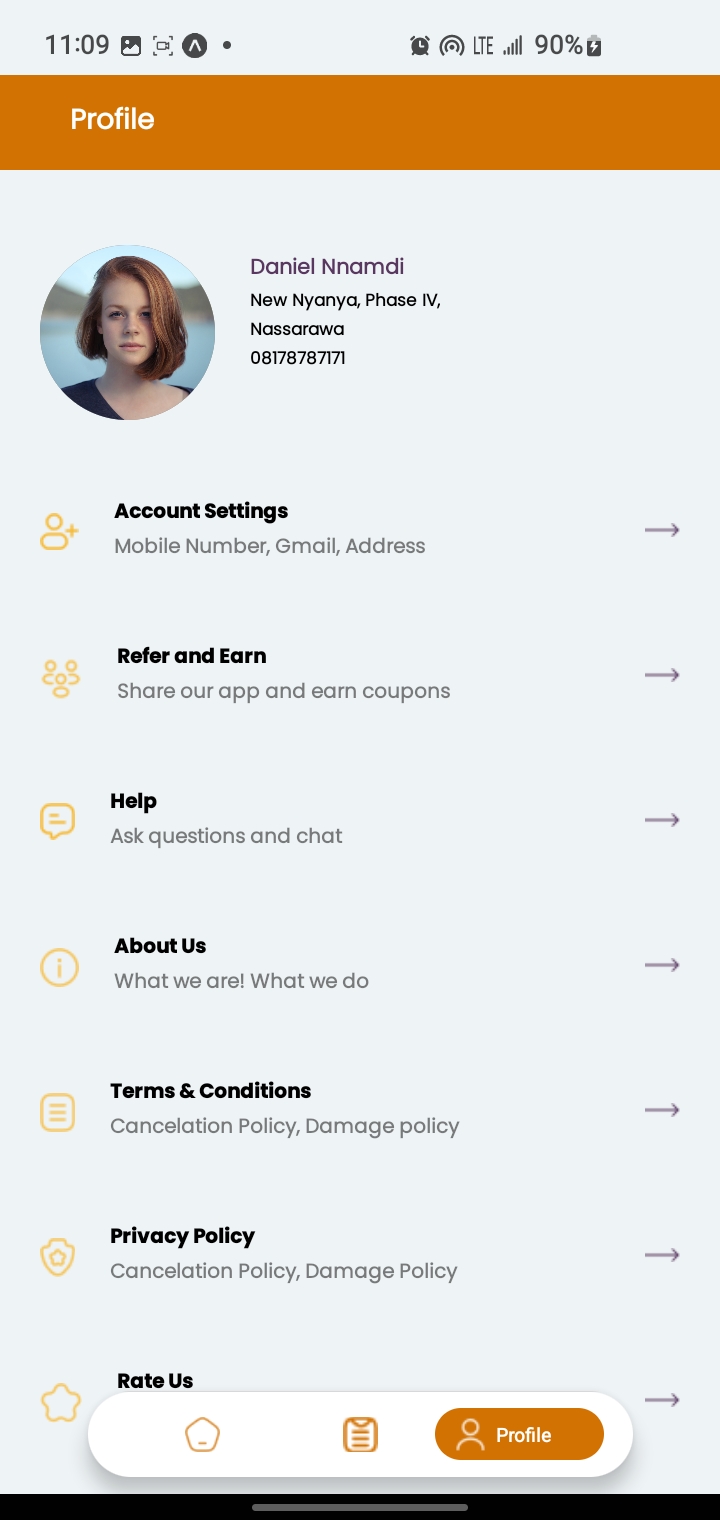 11:09
LTE
90%
Profile
Daniel Nnamdi
New Nyanya, Phase IV,
Nassarawa
08178787171
Account Settings
Mobile Number, Gmail, Address
Refer and Earn
Share our app and earn coupons
Help
Ask questions and chat
About Us
What we are! What we do
Terms & Conditions
Cancelation Policy, Damage policy
Privacy Policy
Cancelation Policy, Damage Policy
Rate Us
Profile